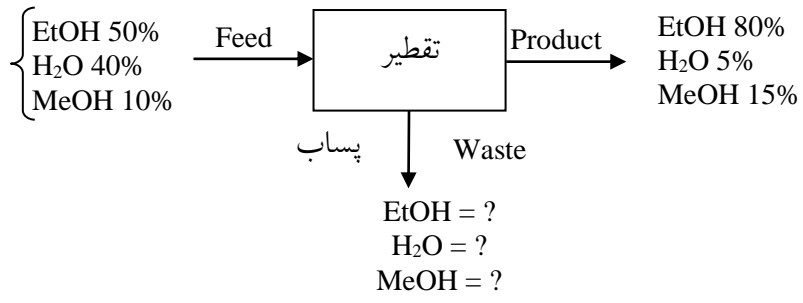 EtOH 50%
H₂O 40%
MeOH 10%
Feed
تقطیر
Product
EtOH 80%
H₂O 5%
MeOH 15%
پساب
Waste
EtOH = ?
H₂O = ?
MeOH = ?